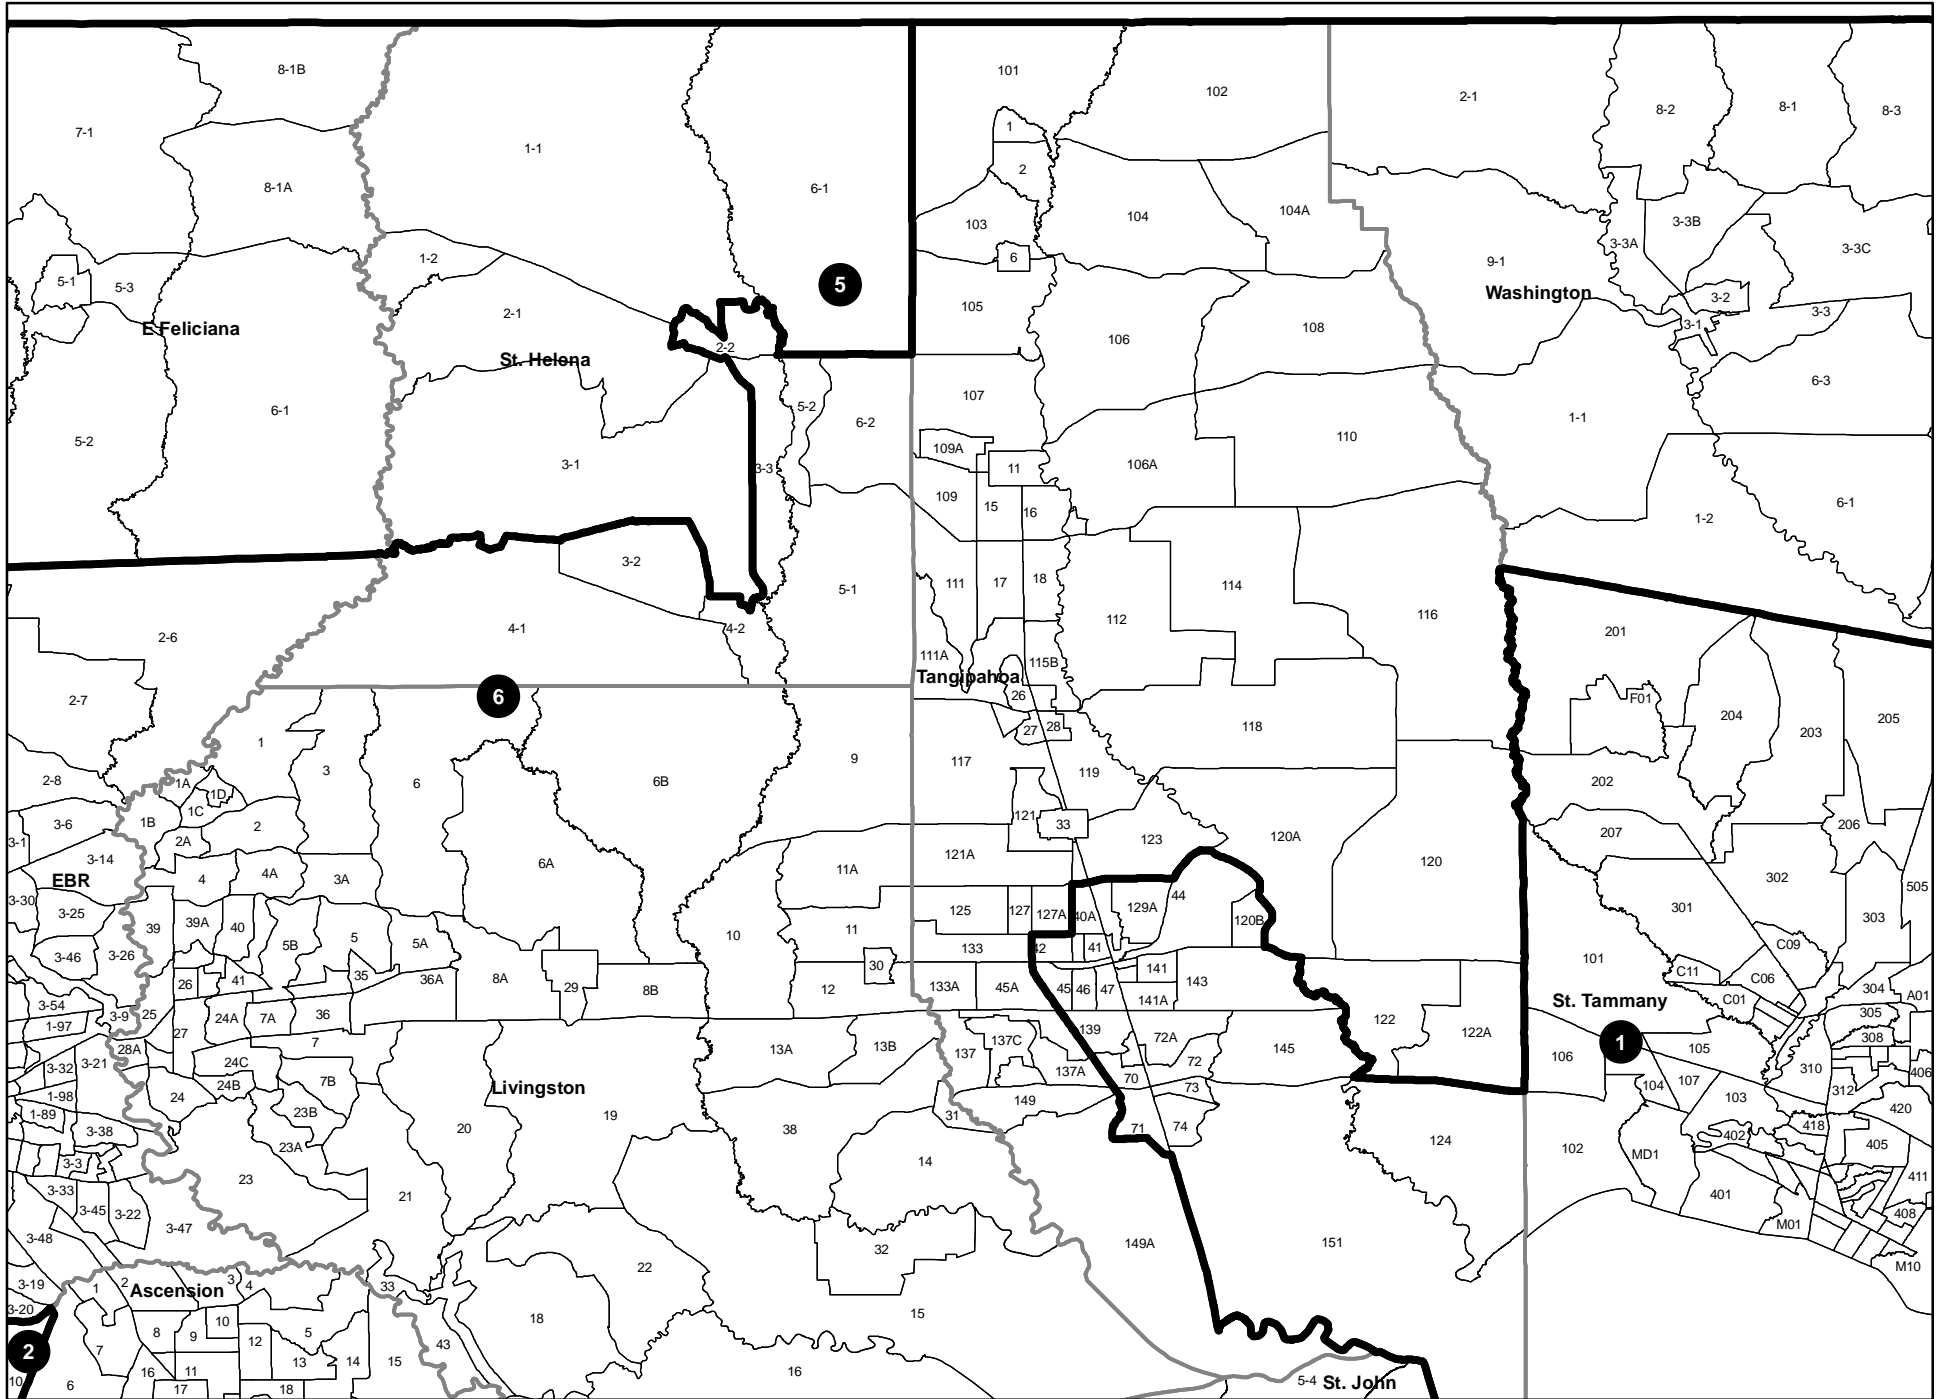 8-1B
101
102
2-1
8-2
8-1
8-3
7-1
1
1-1
2
8-1A
6-1
104
104A
103
3-3B
3-3A
3-3C
1-2
6
9-1
5-1
5-3
5
Washington
3-2
105
2-1
108
3-3
3-1
E Feliciana
106
2-2
St. Helena
6-3
107
6-1
5-2
6-2
1-1
5-2
110
109A
3-1
3-3
11
106A
109
15
16
1-2
6-1
3-2
111
17
18
114
5-1
116
112
2-6
4-1
4-2
201
111A
115B
Tangipahoa
2-7
6
26
F01
204
205
27
28
118
203
1
3
9
117
119
2-8
1A
6
6B
202
1D
1C
121
33
3-6
1B
2
206
2A
123
120A
207
3-1
3-14
6A
121A
120
EBR
4
4A
3A
11A
302
505
3-30
3-25
125
127
127A
40A
129A
44
120B
301
303
39
39A
40
5B
5
5A
10
11
C09
3-46
3-26
133
42
41
101
30
141
C11
C06
26
41
35
36A
8A
29
8B
12
133A
45A
45
46
47
143
304
A01
3-54
3-9
25
24A
7A
36
141A
C01
St. Tammany
305
1-97
27
139
122
122A
28A
7
13A
13B
137
137C
72A
1
308
3-21
24C
72
145
106
105
3-32
24B
7B
137A
70
310
406
24
Livingston
73
104
107
1-98
23B
149
103
312
1-89
31
420
3-38
20
19
38
71
74
418
23A
402
405
3-3
124
102
MD1
14
411
23
3-33
21
401
3-45
3-22
408
3-47
M01
3-48
149A
151
32
22
M10
3-19
1
2
Ascension
3
4
33
3-20
10
18
15
8
9
12
5
43
2
7
14
15
13
16
11
16
10
6
17
18
5-4
St. John